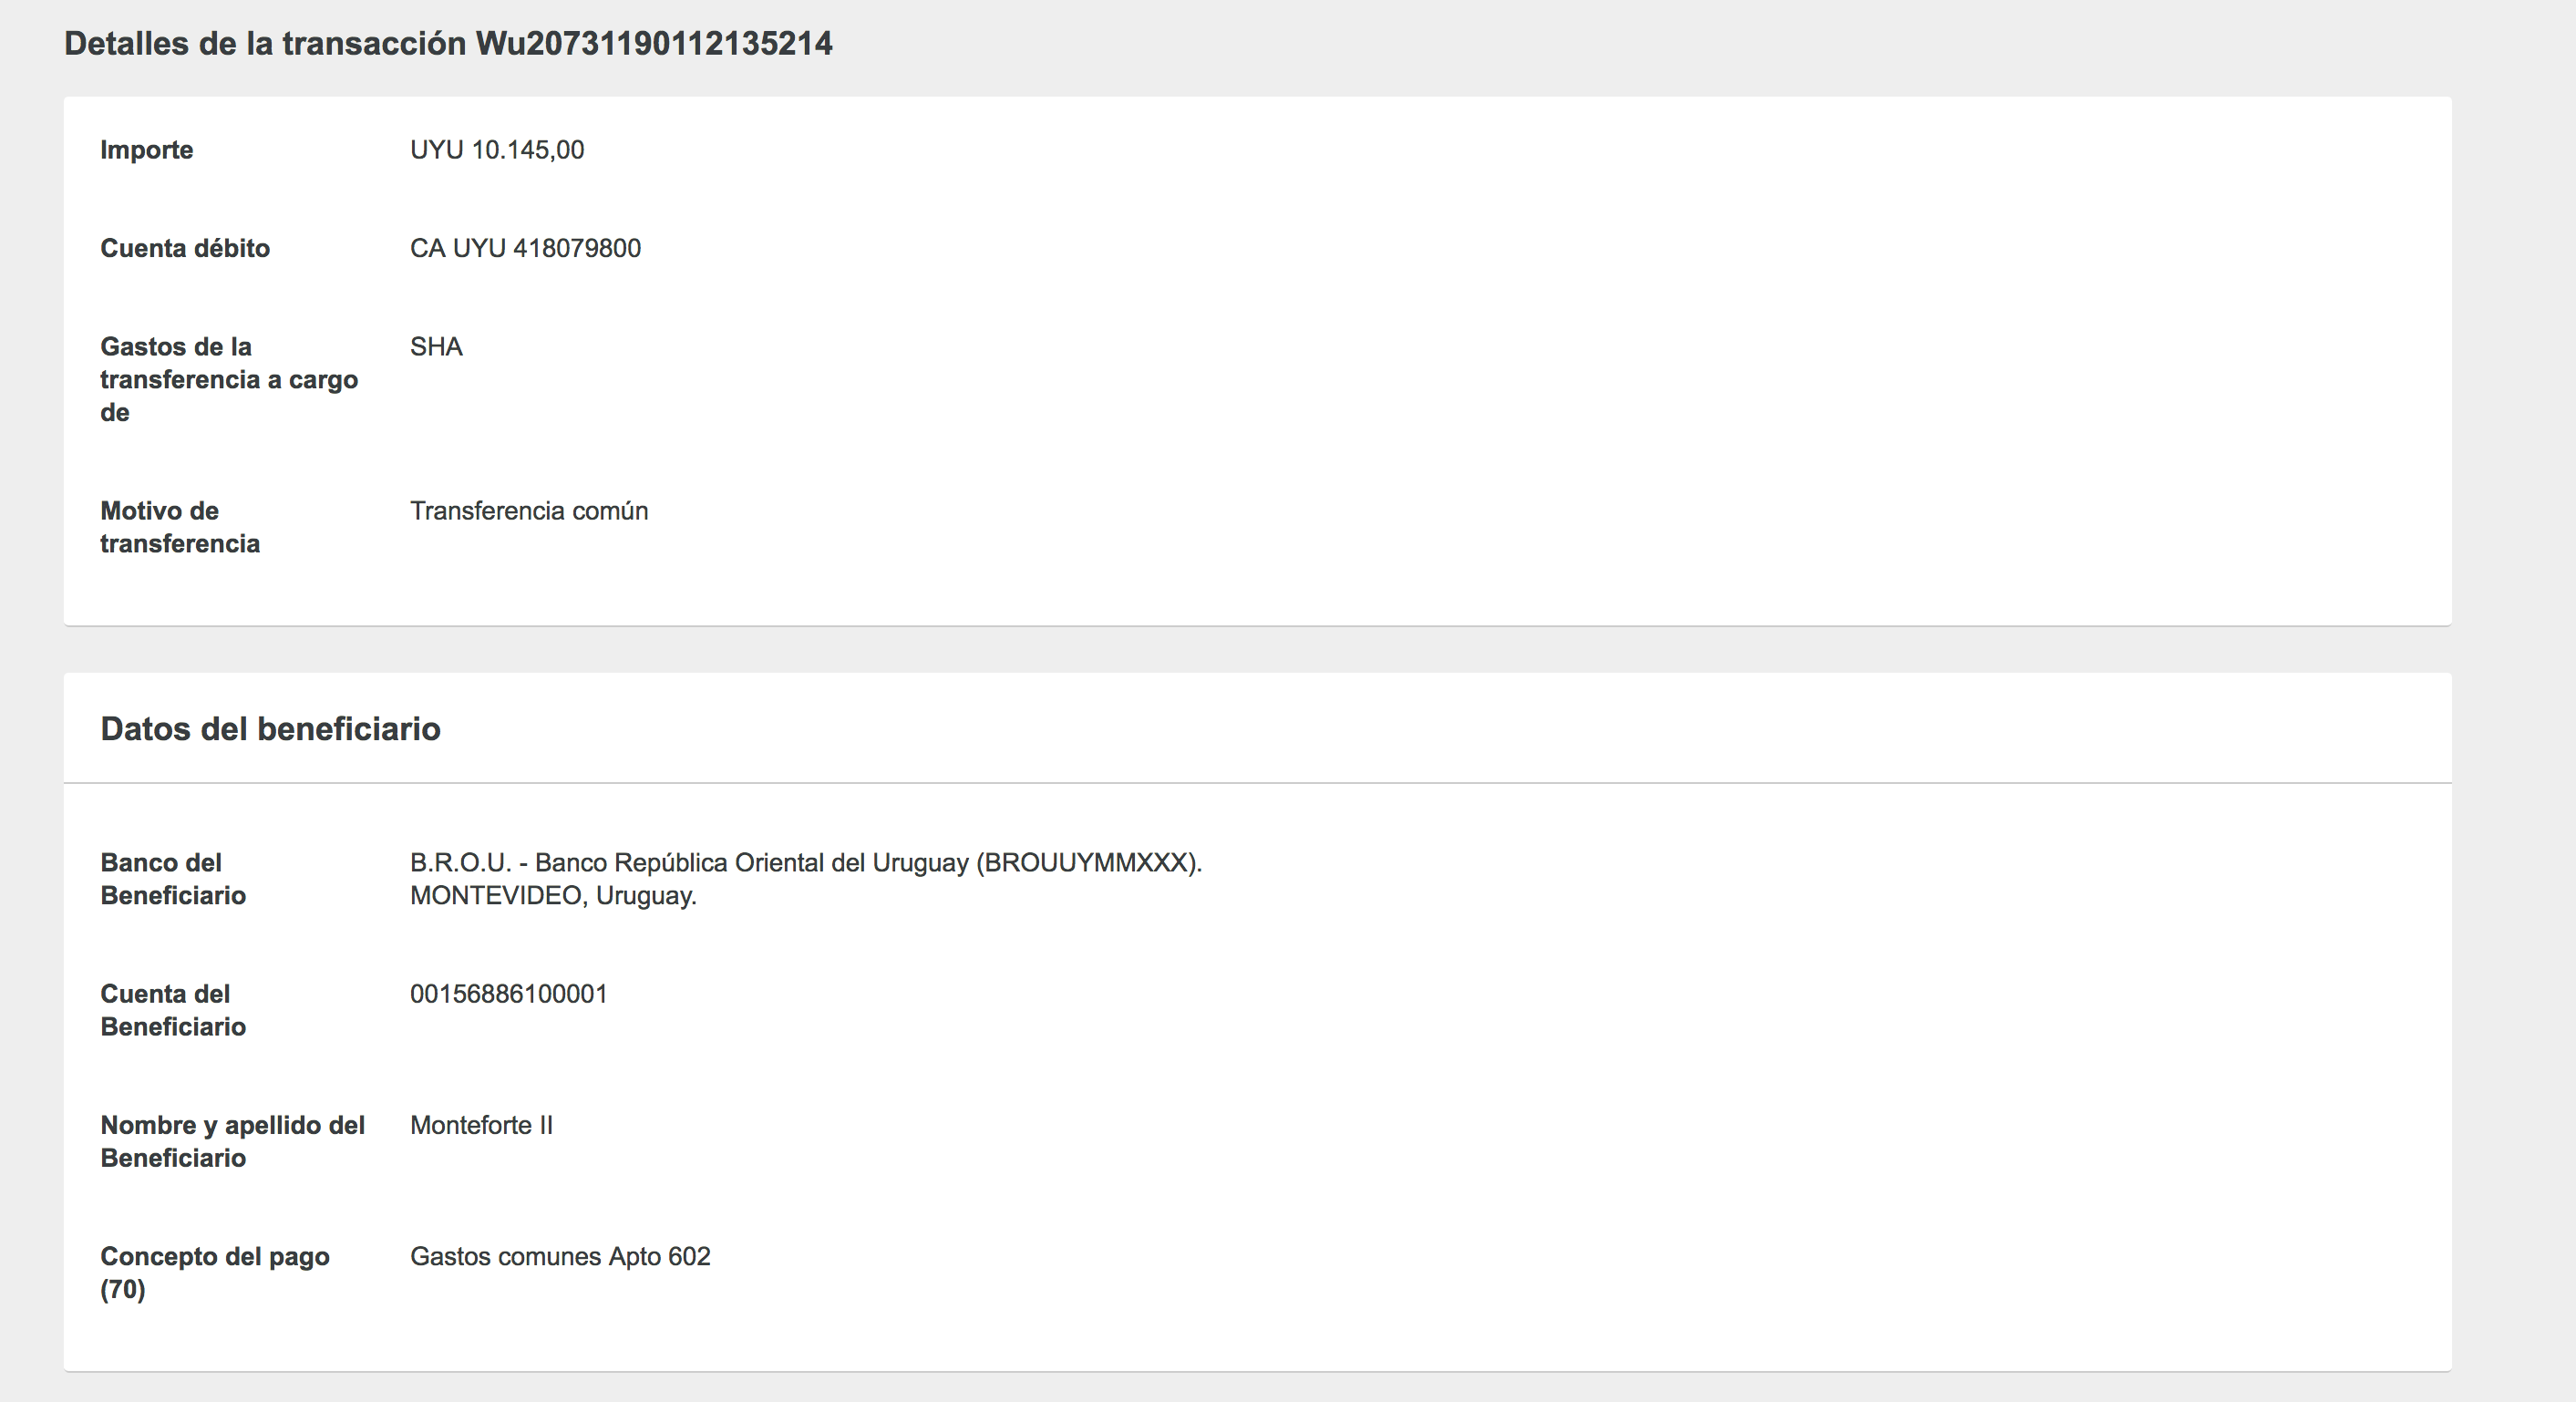 Detalles de la transacción Wu20731190112135214
Importe UYU 10.145,00
Cuenta débito CA UYU 418079800
Gastos de la SHA
transferencia a cargo
de
Motivo de Transferencia común
transferencia
Datos del beneficiario
Banco del B.R.O.U. - Banco República Oriental del Uruguay (BROUUYMMXXX).
Beneficiario MONTEVIDEO, Uruguay.
Cuenta del 00156886100001
Beneficiario
Nombre y apellido del Monteforte II
Beneficiario
Concepto del pago Gastos comunes Apto 602
(70)